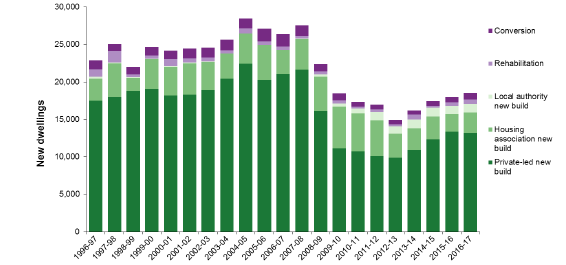 30,000
25,000
20,000
15,000
10,000
5,000
0
New dwellings
1996-97
1997-98
1998-99
1999-00
2000-01
2001-02
2002-03
2003-04
2004-05
2005-06
2006-07
2007-08
2008-09
2009-10
2010-11
2011-12
2012-13
2013-14
2014-15
2015-16
2016-17
Conversion
Rehabilitation
Local authority
new build
Housing
association new
build
Private-led new
build